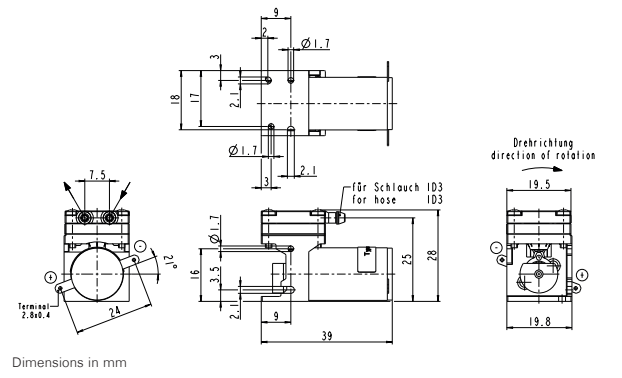 9
2
Ø1.7
3
18
17
2.1
Ø1.7
2.1
3
Drehrichtung
direction of rotation
für Schlauch ID3
for hose ID3
7.5
19.5
Ø1.7
-
21°
+
16
3.5
2.1
Typ
25
28
-
+
Terminal
2.8x0.4
24
9
39
19.8
Dimensions in mm